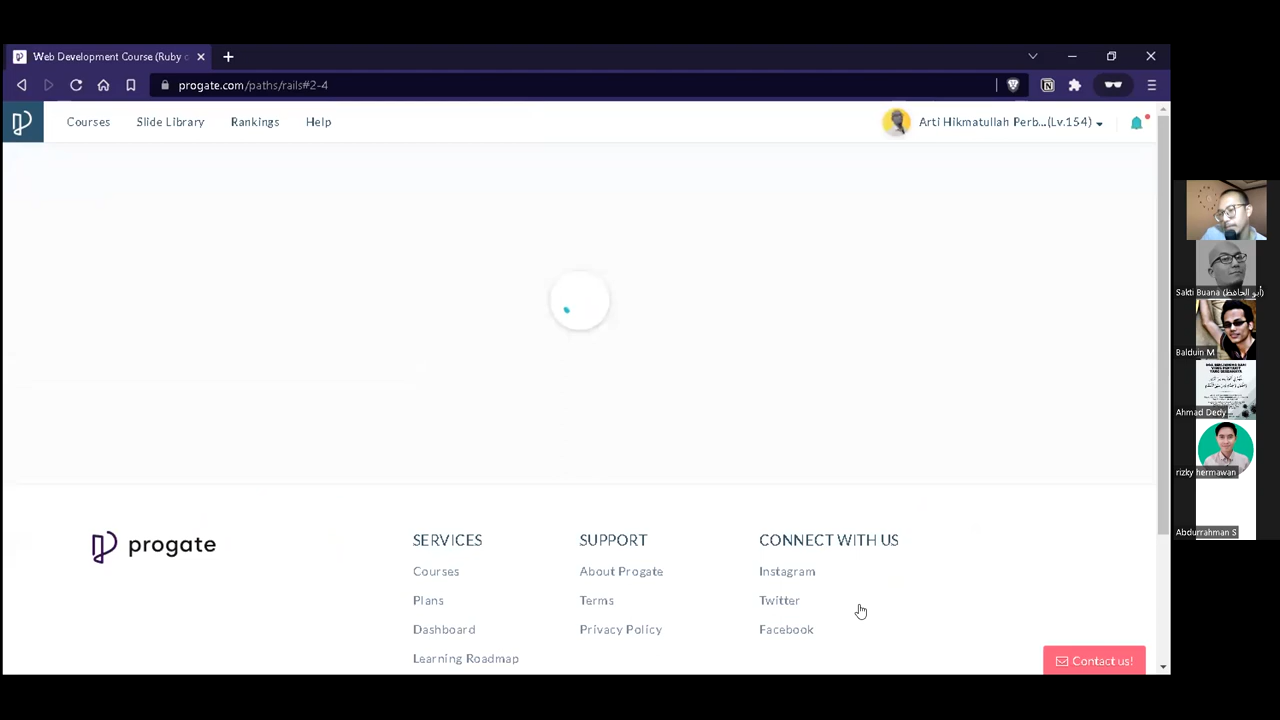 Web Development Course (Ruby o
progate.com/paths/rails#2-4
Courses
Slide Library
Rankings
Help
Arti Hikmatullah Perb...(Lv.154)
progate
SERVICES
Courses
Plans
Dashboard
Learning Roadmap
SUPPORT
About Progate
Terms
Privacy Policy
CONNECT WITH US
Instagram
Twitter
Facebook
Contact us!
Sakti Buana (أبو الحافظ)
Balduin M
Ahmad Dedy
rizky hermawan
Abdurrahman S